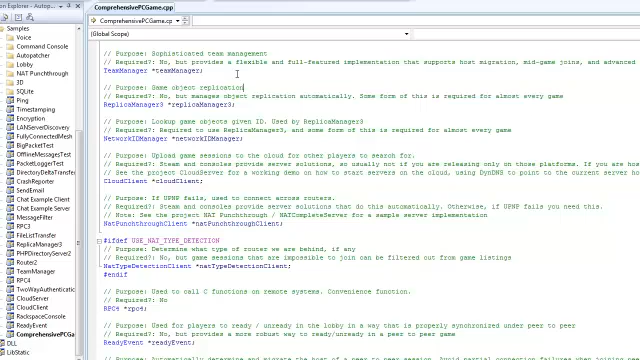 ComprehensivePCGame.cpp
ComprehensivePCGame.cpp
(Global Scope)
Samples
Voice
Autopatcher
Lobby
NAT Punchthrough
3D
SQLite
Ping
Timestamping
Encryption
LANServerDiscovery
FullyConnectedMesh
BigPacketTest
OfflineMessagesTest
PacketLoggerTest
DirectoryDeltaTransfer
CrashReporter
SendEmail
Chat Example Client
Chat Example Server
MessageFilter
RPC3
FileListTransfer
ReplicaManager3
PHPDirectoryServer2
Router2
TeamManager
RPC4
TwoWayAuthentication
CloudServer
CloudClient
RackspaceConsole
ReadyEvent
ComprehensivePCGa
DLL
LibStatic
// Purpose: Sophisticated team management
// Required?: No, but provides a flexible and full-featured implementation that supports host migration, mid-game joins, and advanced
TeamManager *teamManager;
// Purpose: Game object replication
// Required?: No, but manages object replication automatically. Some form of this is required for almost every game
ReplicaManager3 *replicaManager3;
// Purpose: Lookup game objects given ID. Used by ReplicaManager3
// Required?: Required to use ReplicaManager3, and some form of this is required for almost every game
NetworkIDManager *networkIDManager;
// Purpose: Upload game sessions to the cloud for other players to search for.
// Required?: Steam and consoles provide server solutions, so usually not if you are releasing only on those platforms. If you are hos
// See the project CloudServer for a working demo on how to start servers on the cloud, using DynDNS to point to the current server ho
CloudClient *cloudClient;
// Purpose: If UPNP fails, used to connect across routers.
// Required?: Steam and consoles provide server solutions that do this automatically. Otherwise, if UPNP fails you need this.
// Note: See the project NAT Punchthrough / NATCompleteServer for a sample server implementation
NatPunchthroughClient *natPunchthroughClient;
#ifdef USE_NAT_TYPE_DETECTION
// Purpose: Determine what type of router we are behind, if any
// Required?: No, but game sessions that are impossible to join can be filtered out from game listings
NatTypeDetectionClient *natTypeDetectionClient;
#endif
// Purpose: Used to call C functions on remote systems. Convenience function.
// Required?: No
RPC4 *rpc4;
// Purpose: Used for players to ready / unready in the lobby in a way that is properly synchronized under peer to peer
// Required?: No, but provides a more robust way to ready/unready in a peer to peer game
ReadyEvent *readyEvent;
// Purpose: Automatically determine and migrate the host of a peer to peer session.